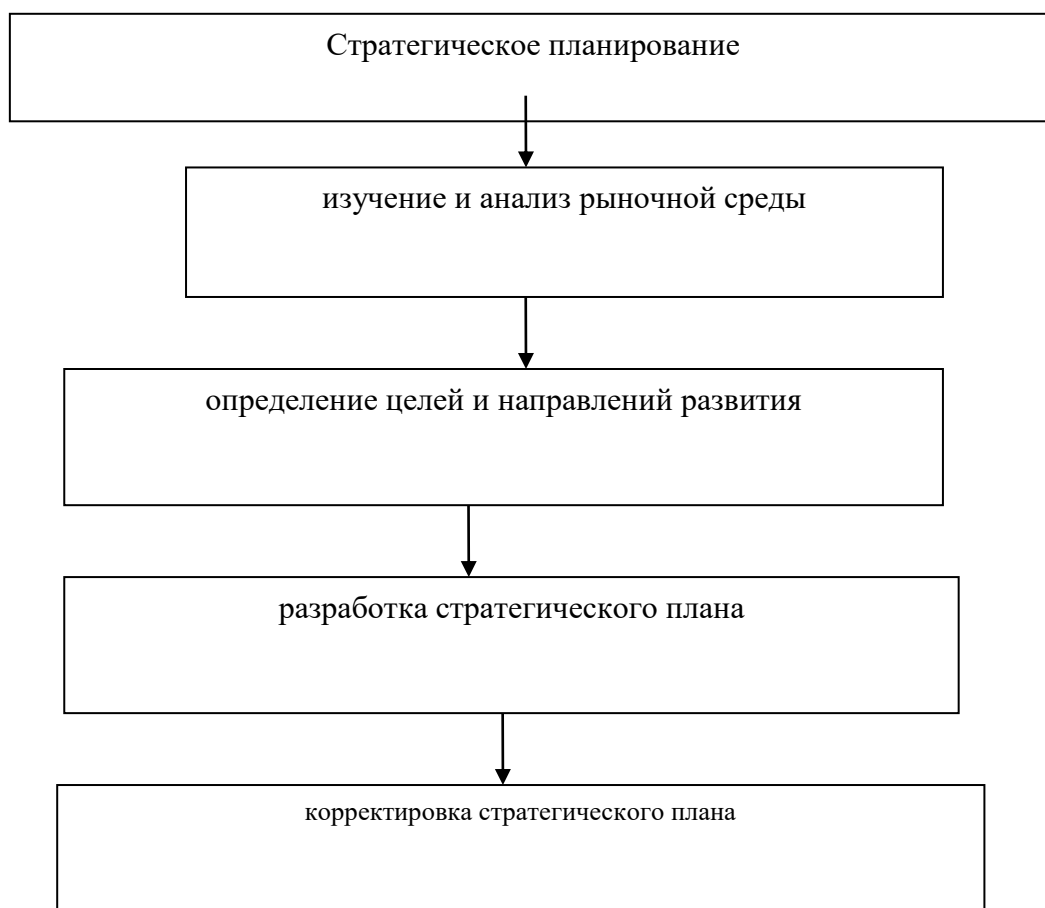 Стратегическое планирование
изучение и анализ рыночной среды
определение целей и направлений развития
разработка стратегического плана
корректировка стратегического плана